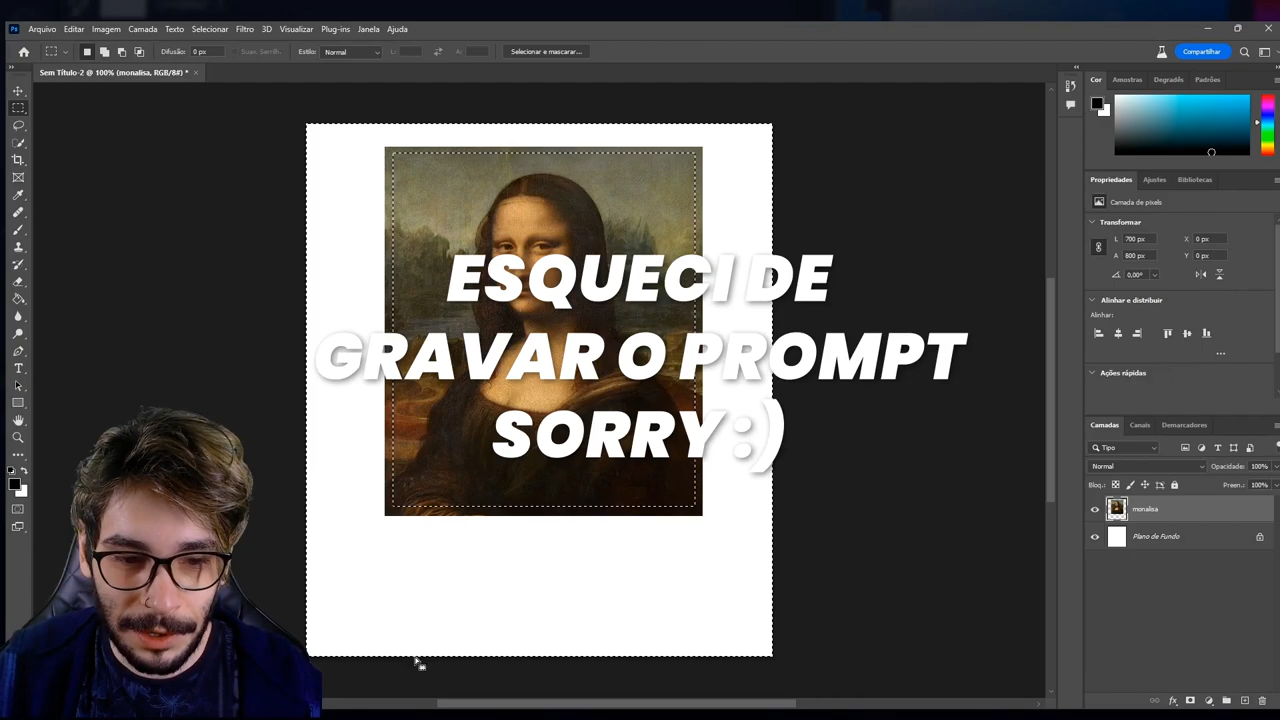 Ps Arquivo Editar Imagem Camada Texto Selecionar Filtro 3D Visualizar Plug-ins Janela Ajuda
Difusão: 0 px Suav. Serrilh. Estilo: Normal L: A: Selecionar e mascarar... Compartilhar
Sem Título-2 @ 100% (monalisa, RGB/8#) * ×
Cor Amostras Degradês Padrões
Propriedades Ajustes Bibliotecas
Camada de pixels
Transformar
L 700 px X 0 px
A 800 px Y 0 px
0,00°
Alinhar e distribuir
Alinhar:
Ações rápidas
ESQUECI DE
GRAVAR O PROMPT
SORRY :)
Camadas Canais Demarcadores
Tipo
Normal Opacidade: 100%
Bloq.: Preen.: 100%
monalisa
Plano de Fundo